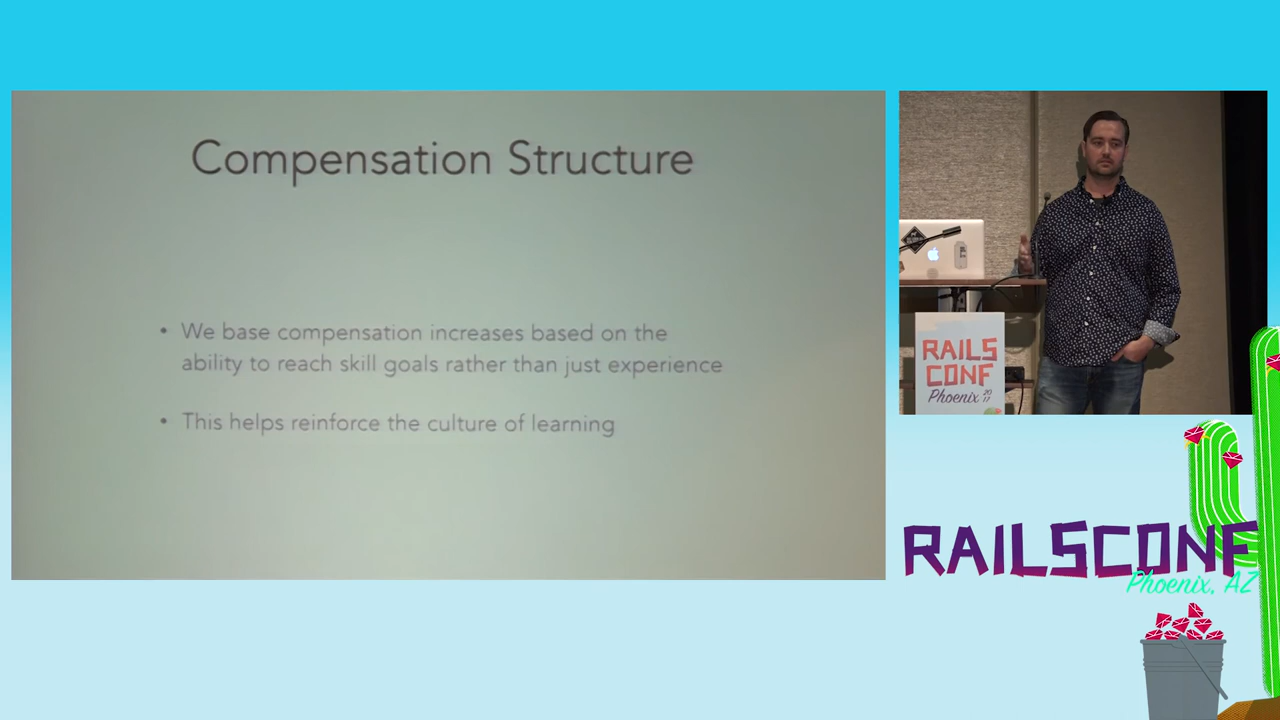 Compensation Structure
• We base compensation increases based on the
ability to reach skill goals rather than just experience
• This helps reinforce the culture of learning
RAILS
CONF
Phoenix 2017
RAILSCONF
Phoenix, AZ